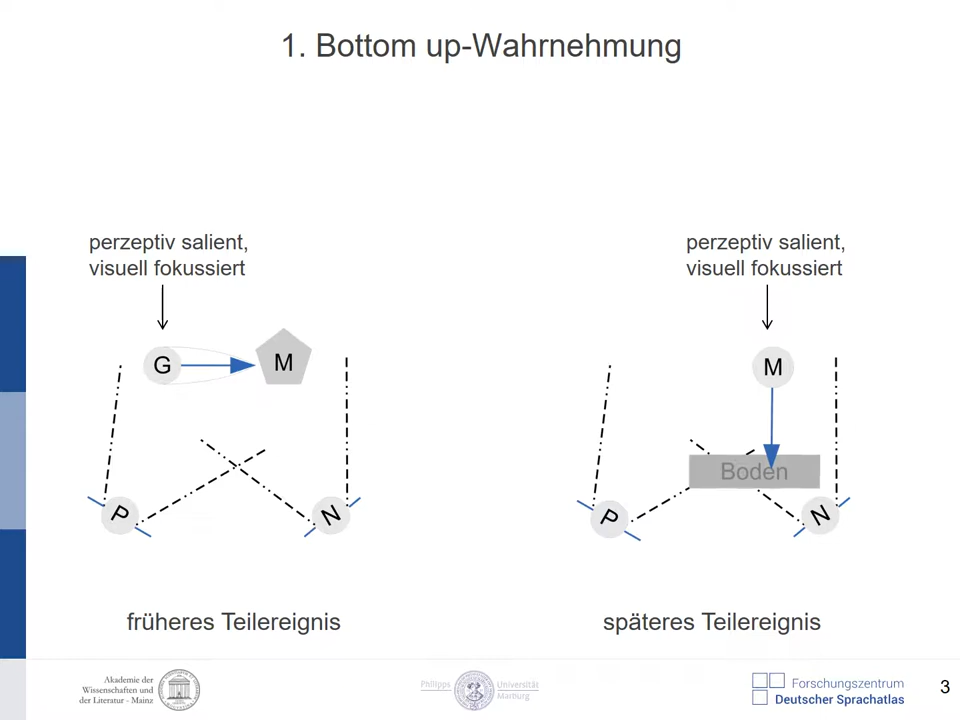 1. Bottom up-Wahrnehmung
perzeptiv salient,
visuell fokussiert
perzeptiv salient,
visuell fokussiert
G
M
M
Boden
P
N
P
N
früheres Teilereignis
späteres Teilereignis
Akademie der
Wissenschaften und
der Literatur - Mainz
Philipps
Universität
Marburg
Forschungszentrum
Deutscher Sprachatlas
3